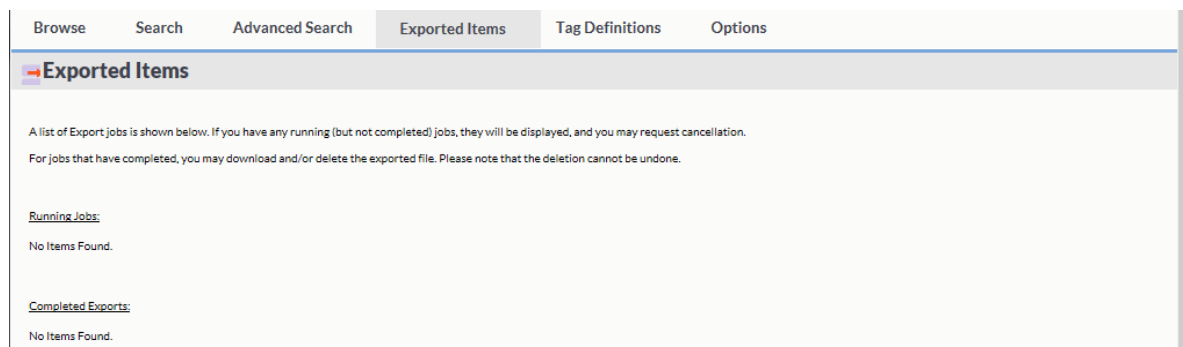 Browse Search Advanced Search Exported Items Tag Definitions Options
Exported Items
A list of Export jobs is shown below. If you have any running (but not completed) jobs, they will be displayed, and you may request cancellation.
For jobs that have completed, you may download and/or delete the exported file. Please note that the deletion cannot be undone.
Running Jobs:
No Items Found.
Completed Exports:
No Items Found.